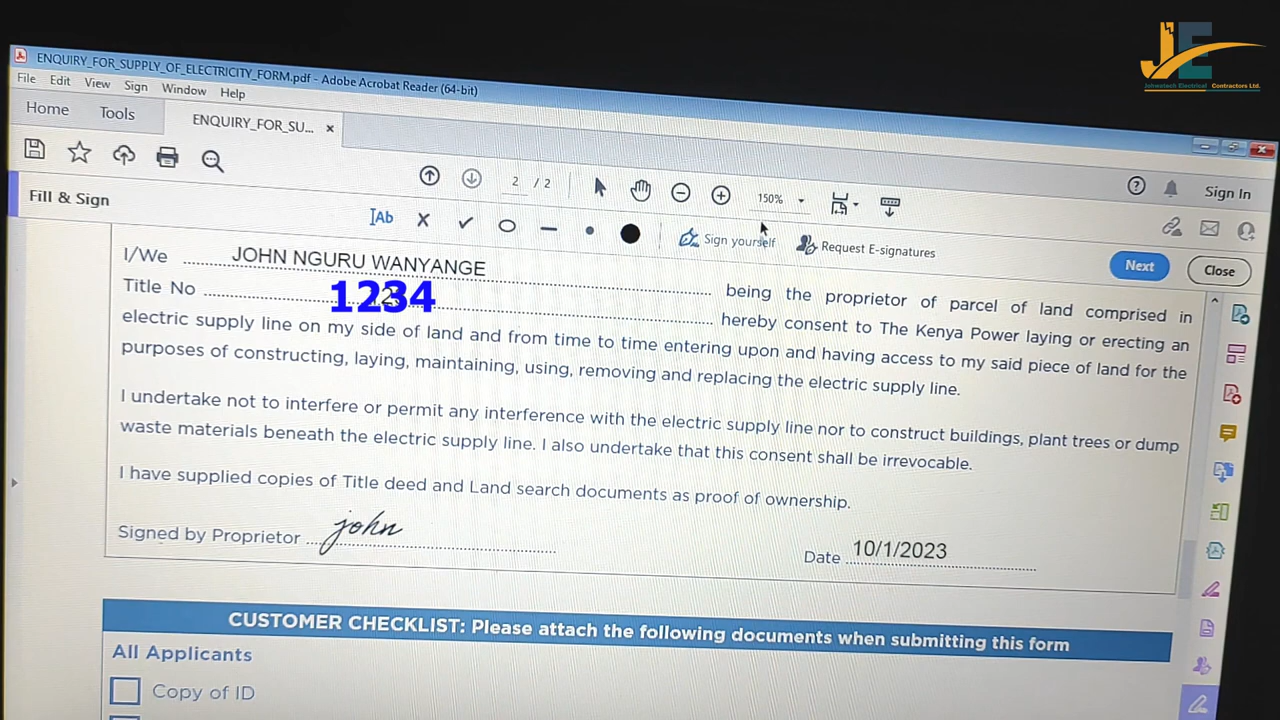 JE
Johwatech Electrical Contractors Ltd.
ENQUIRY_FOR_SUPPLY_OF_ELECTRICITY_FORM.pdf - Adobe Acrobat Reader (64-bit)
File Edit View Sign Window Help
Home Tools ENQUIRY_FOR_SU... ×
2 / 2 150% Sign In
Fill & Sign IAb Sign yourself Request E-signatures Next Close
I/We JOHN NGURU WANYANGE being the proprietor of parcel of land comprised in
Title No 1234 hereby consent to The Kenya Power laying or erecting an
electric supply line on my side of land and from time to time entering upon and having access to my said piece of land for the
purposes of constructing, laying, maintaining, using, removing and replacing the electric supply line.
I undertake not to interfere or permit any interference with the electric supply line nor to construct buildings, plant trees or dump
waste materials beneath the electric supply line. I also undertake that this consent shall be irrevocable.
I have supplied copies of Title deed and Land search documents as proof of ownership.
Signed by Proprietor john Date 10/1/2023
CUSTOMER CHECKLIST: Please attach the following documents when submitting this form
All Applicants
Copy of ID